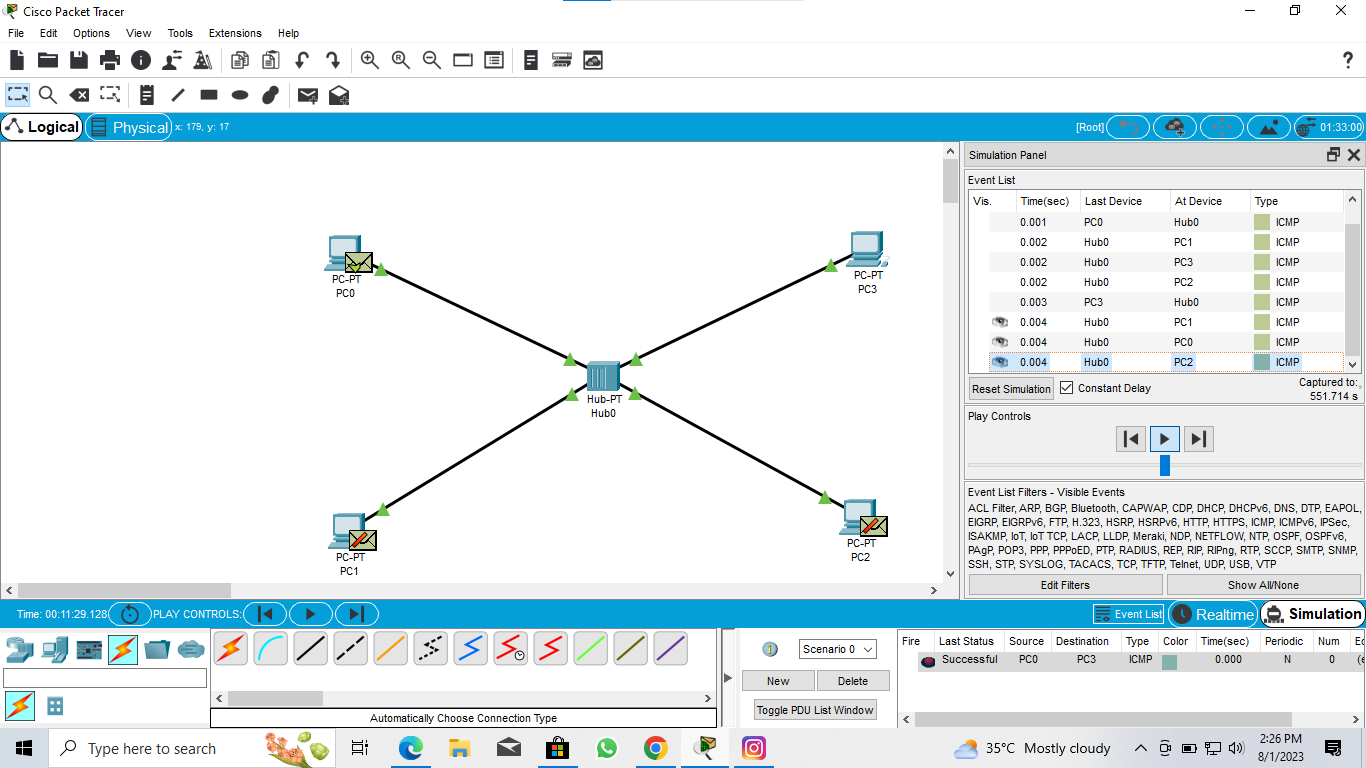 Cisco Packet Tracer
File Edit Options View Tools Extensions Help
Logical Physical x: 179, y: 17 [Root] 01:33:00
PC-PT
PC0
PC-PT
PC3
Hub-PT
Hub0
PC-PT
PC1
PC-PT
PC2
Simulation Panel
Event List
Vis. Time(sec) Last Device At Device Type
0.001 PC0 Hub0 ICMP
0.002 Hub0 PC1 ICMP
0.002 Hub0 PC3 ICMP
0.002 Hub0 PC2 ICMP
0.003 PC3 Hub0 ICMP
0.004 Hub0 PC1 ICMP
0.004 Hub0 PC0 ICMP
0.004 Hub0 PC2 ICMP
Reset Simulation Constant Delay Captured to:
551.714 s
Play Controls
Event List Filters - Visible Events
ACL Filter, ARP, BGP, Bluetooth, CAPWAP, CDP, DHCP, DHCPv6, DNS, DTP, EAPOL,
EIGRP, EIGRPv6, FTP, H.323, HSRP, HSRPv6, HTTP, HTTPS, ICMP, ICMPv6, IPSec,
ISAKMP, IoT, IoT TCP, LACP, LLDP, Meraki, NDP, NETFLOW, NTP, OSPF, OSPFv6,
PAgP, POP3, PPP, PPPoED, PTP, RADIUS, REP, RIP, RIPng, RTP, SCCP, SMTP, SNMP,
SSH, STP, SYSLOG, TACACS, TCP, TFTP, Telnet, UDP, USB, VTP
Edit Filters Show All/None
Time: 00:11:29.128 PLAY CONTROLS: Event List Realtime Simulation
Automatically Choose Connection Type
Scenario 0
New Delete
Toggle PDU List Window
Fire Last Status Source Destination Type Color Time(sec) Periodic Num
Successful PC0 PC3 ICMP 0.000 N 0
Type here to search
35°C Mostly cloudy
2:26 PM
8/1/2023